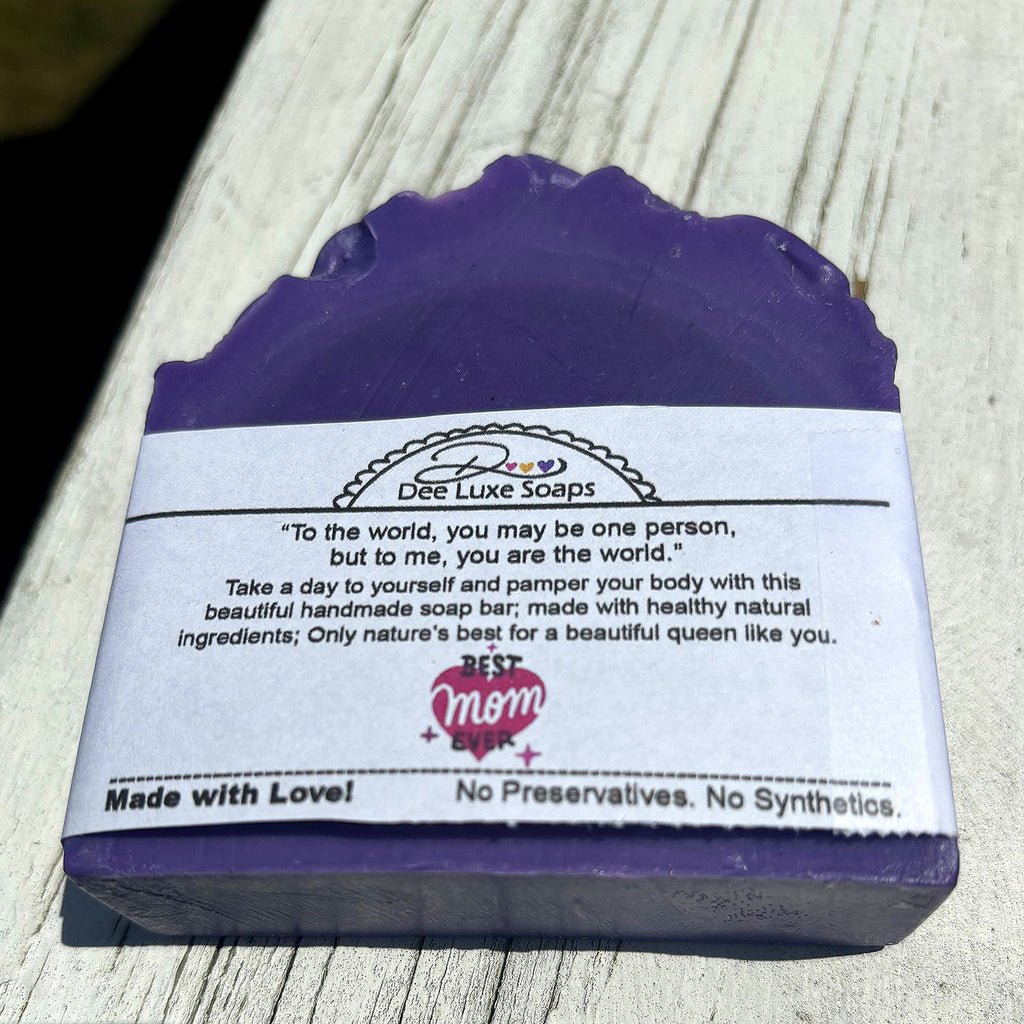 D
Dee Luxe Soaps
“To the world, you may be one person,
but to me, you are the world."
Take a day to yourself and pamper your body with this
beautiful handmade soap bar; made with healthy natural
ingredients; Only nature's best for a beautiful queen like you.
BEST
Mom
EVER
Made with Love!
No Preservatives. No Synthetics.